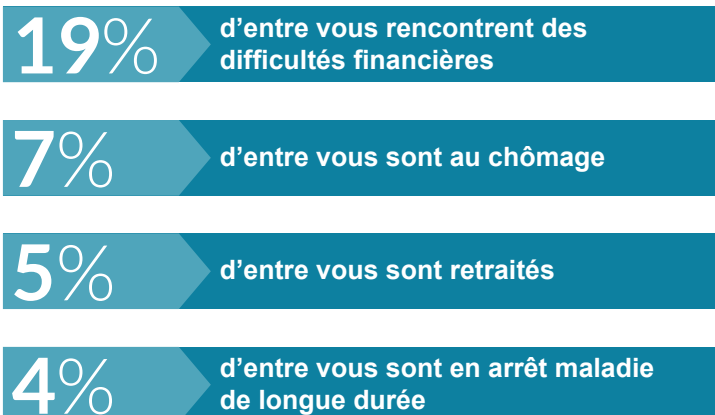 19% d'entre vous rencontrent des
difficultés financières
7% d'entre vous sont au chômage
5% d'entre vous sont retraités
4% d'entre vous sont en arrêt maladie
de longue durée